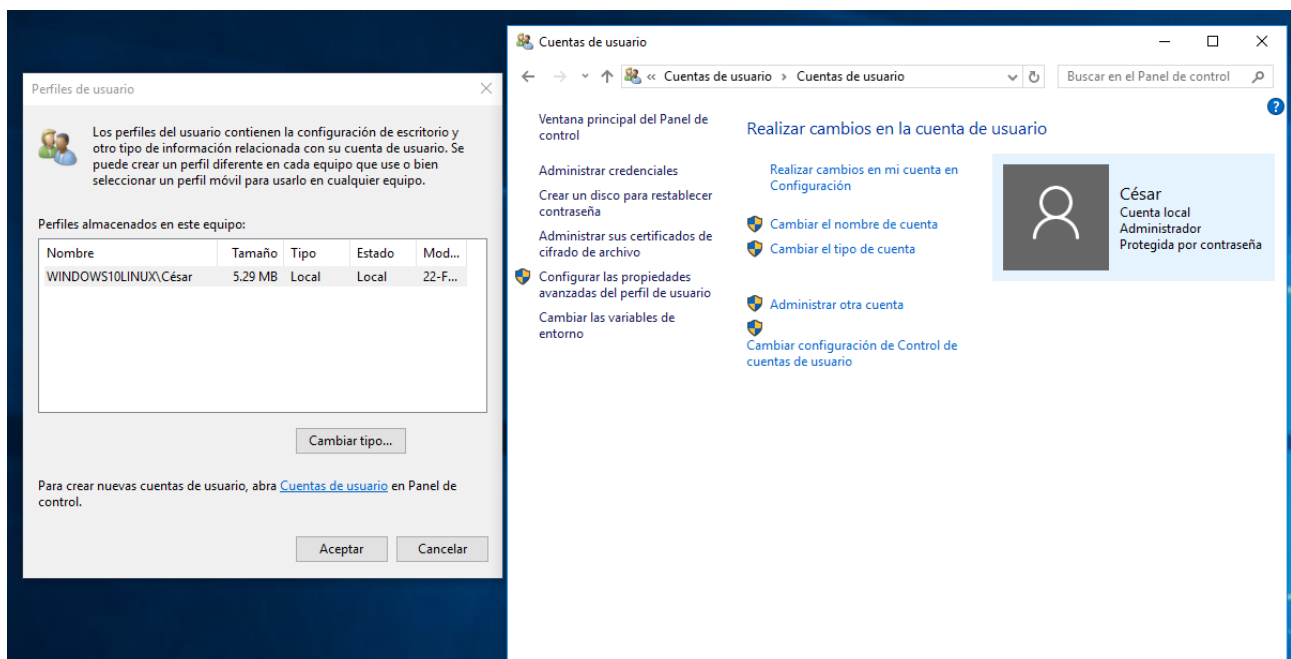 Perfiles de usuario
Los perfiles del usuario contienen la configuración de escritorio y
otro tipo de información relacionada con su cuenta de usuario. Se
puede crear un perfil diferente en cada equipo que use o bien
seleccionar un perfil móvil para usarlo en cualquier equipo.
Perfiles almacenados en este equipo:
Nombre Tamaño Tipo Estado Mod...
WINDOWS10LINUX\César 5.29 MB Local Local 22-F...
Cambiar tipo...
Para crear nuevas cuentas de usuario, abra Cuentas de usuario en Panel de
control.
Aceptar Cancelar
Cuentas de usuario
« Cuentas de usuario › Cuentas de usuario
Buscar en el Panel de control
Ventana principal del Panel de
control
Administrar credenciales
Crear un disco para restablecer
contraseña
Administrar sus certificados de
cifrado de archivo
Configurar las propiedades
avanzadas del perfil de usuario
Cambiar las variables de
entorno
Realizar cambios en la cuenta de usuario
Realizar cambios en mi cuenta en
Configuración
Cambiar el nombre de cuenta
Cambiar el tipo de cuenta
Administrar otra cuenta
Cambiar configuración de Control de
cuentas de usuario
César
Cuenta local
Administrador
Protegida por contraseña
?